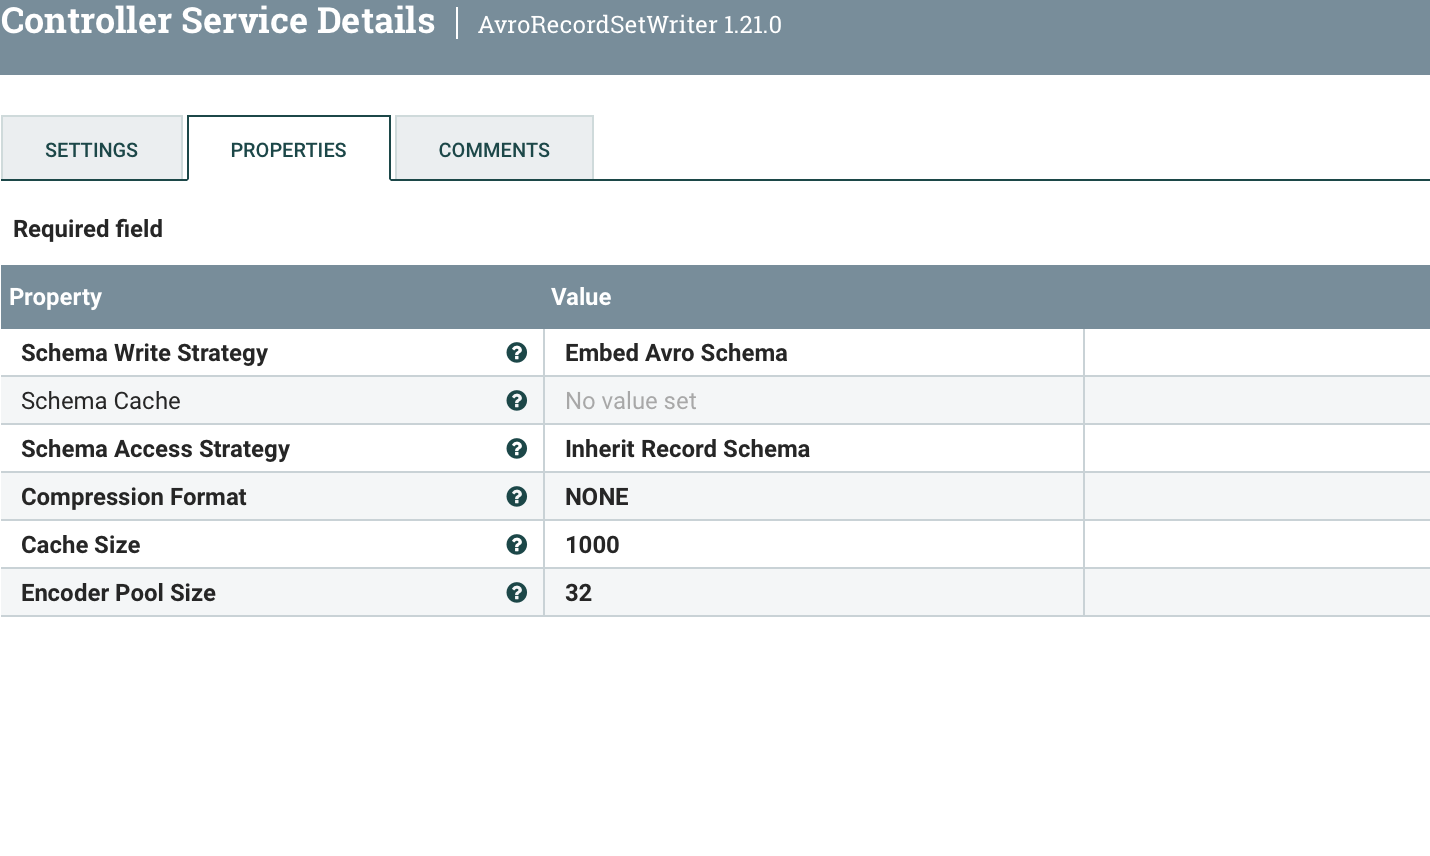 Controller Service Details | AvroRecordSetWriter 1.21.0
SETTINGS PROPERTIES COMMENTS
Required field
Property Value
Schema Write Strategy ? Embed Avro Schema
Schema Cache ? No value set
Schema Access Strategy ? Inherit Record Schema
Compression Format ? NONE
Cache Size ? 1000
Encoder Pool Size ? 32